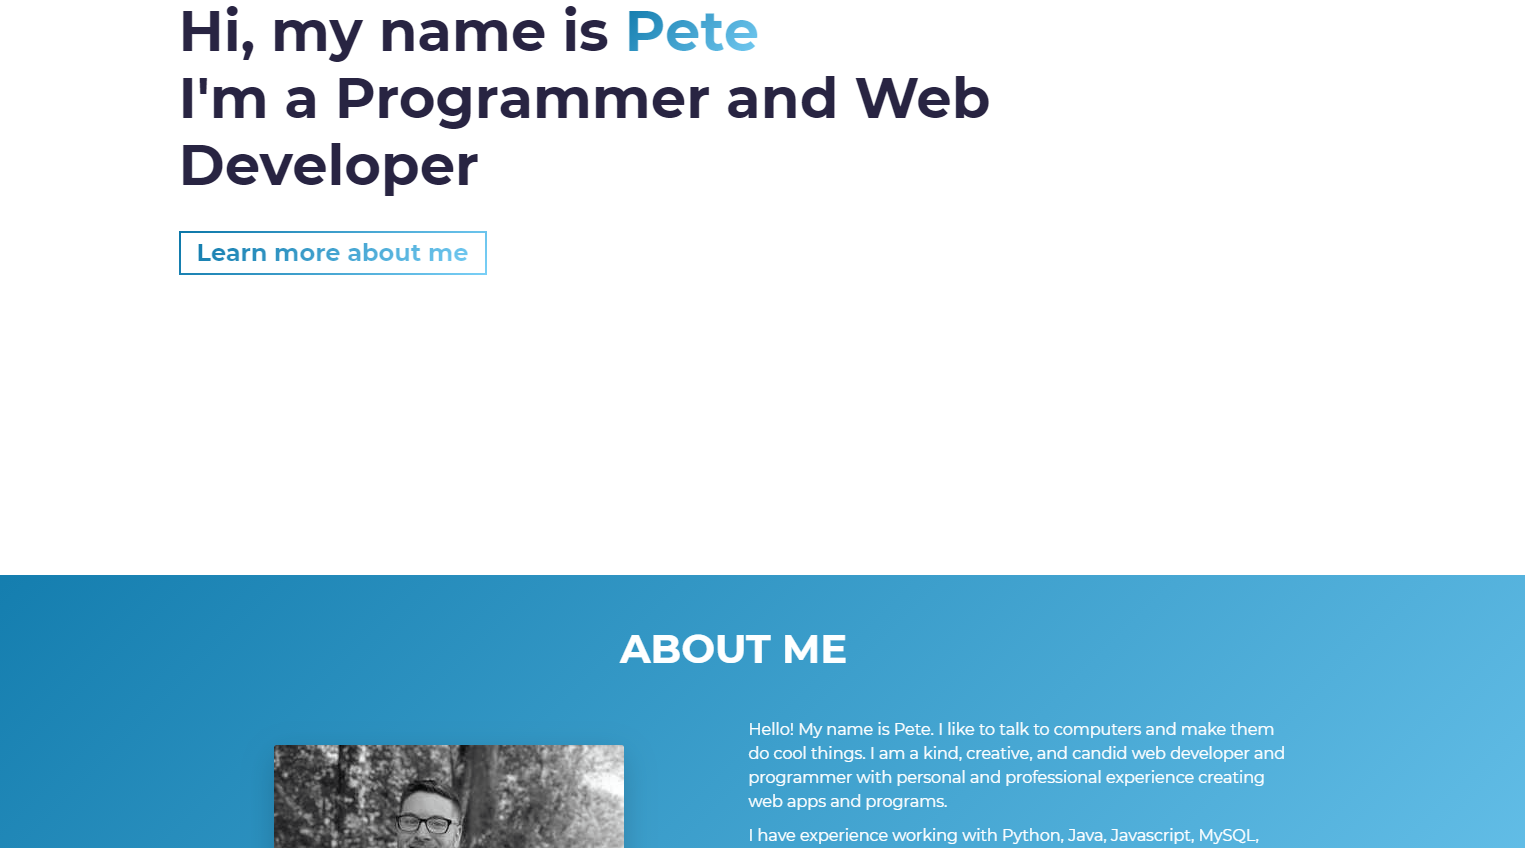 Hi, my name is Pete
I'm a Programmer and Web
Developer
Learn more about me
ABOUT ME
Hello! My name is Pete. I like to talk to computers and make them
do cool things. I am a kind, creative, and candid web developer and
programmer with personal and professional experience creating
web apps and programs.
I have experience working with Python, Java, Javascript, MySQL,